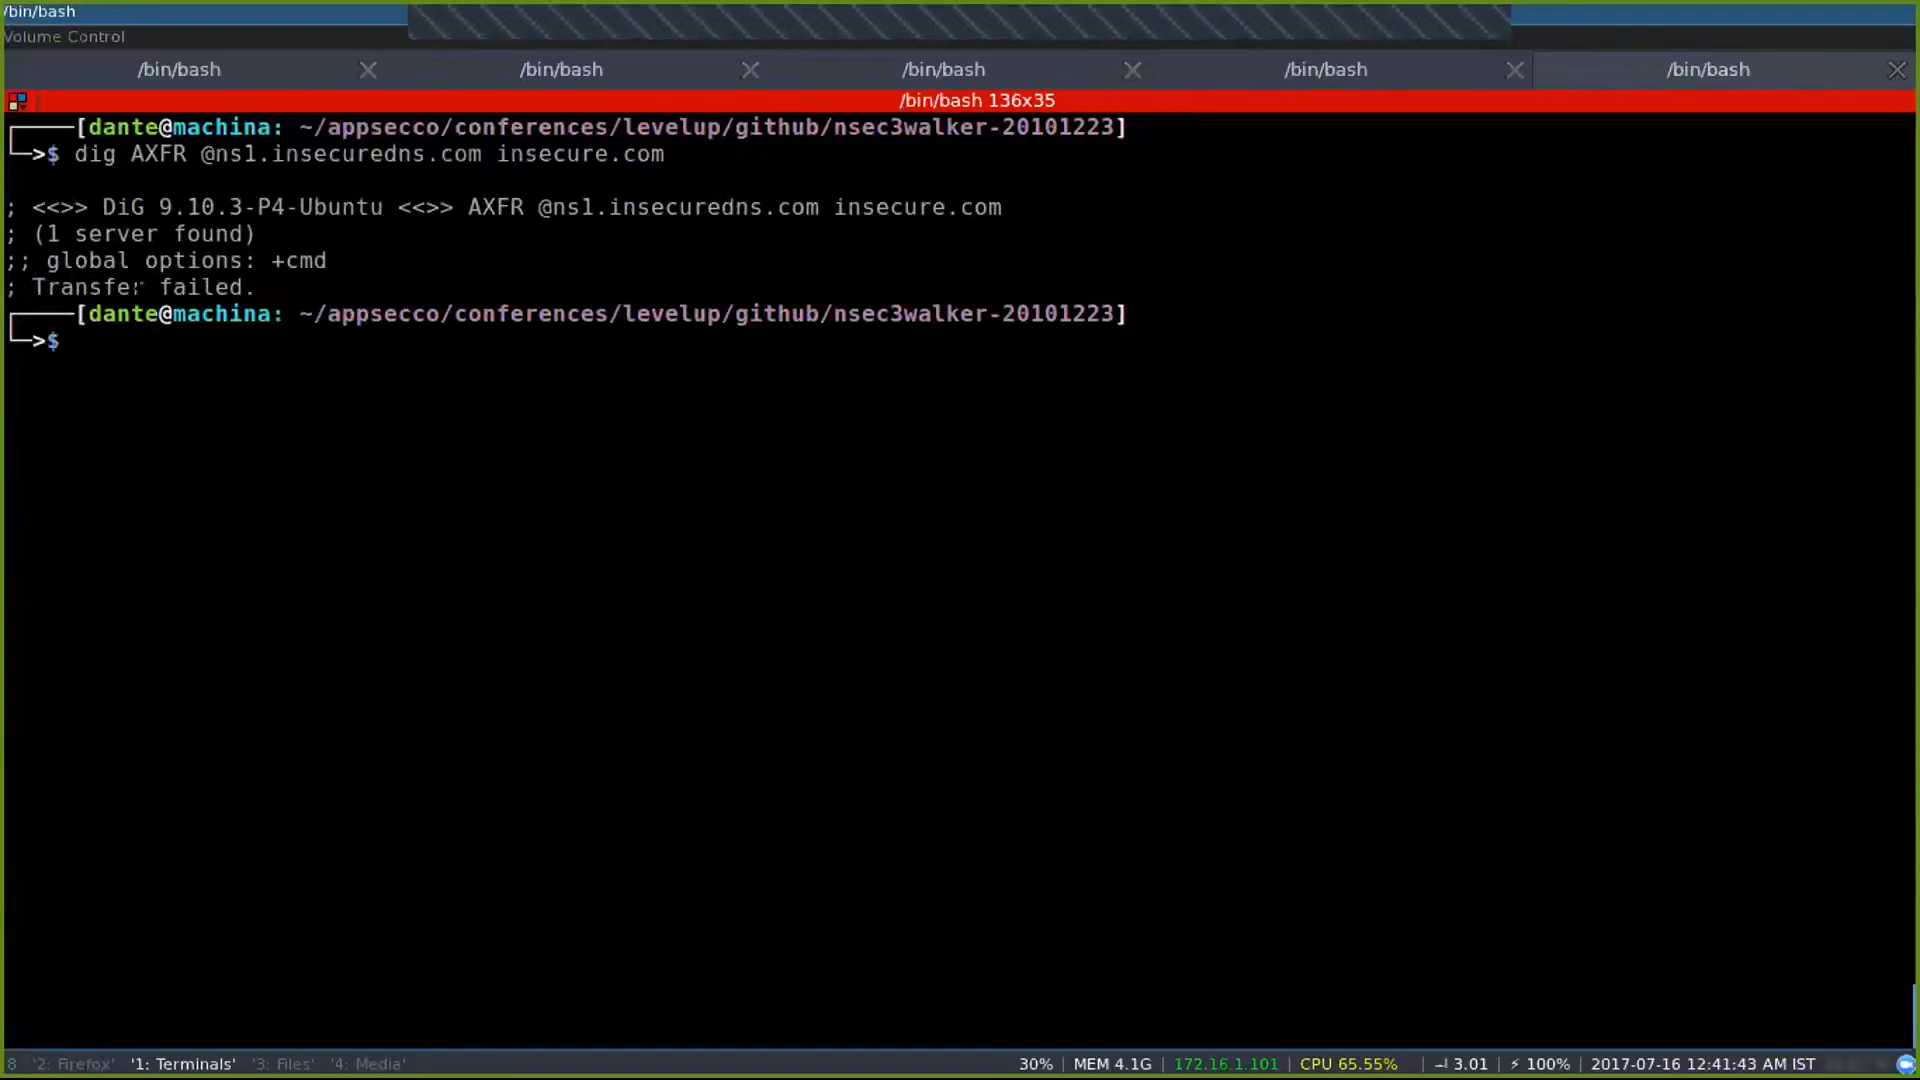 /bin/bash
Volume Control
/bin/bash /bin/bash /bin/bash /bin/bash /bin/bash
/bin/bash 136x35
[dante@machina: ~/appsecco/conferences/levelup/github/nsec3walker-20101223]
└─>$ dig AXFR @ns1.insecuredns.com insecure.com
; <<>> DiG 9.10.3-P4-Ubuntu <<>> AXFR @ns1.insecuredns.com insecure.com
; (1 server found)
;; global options: +cmd
; Transfer failed.
[dante@machina: ~/appsecco/conferences/levelup/github/nsec3walker-20101223]
└─>$
8 '2: Firefox' '1: Terminals' '3: Files' '4: Media' 30% | MEM 4.1G | 172.16.1.101 | CPU 65.55% | 3.01 | ⚡ 100% | 2017-07-16 12:41:43 AM IST